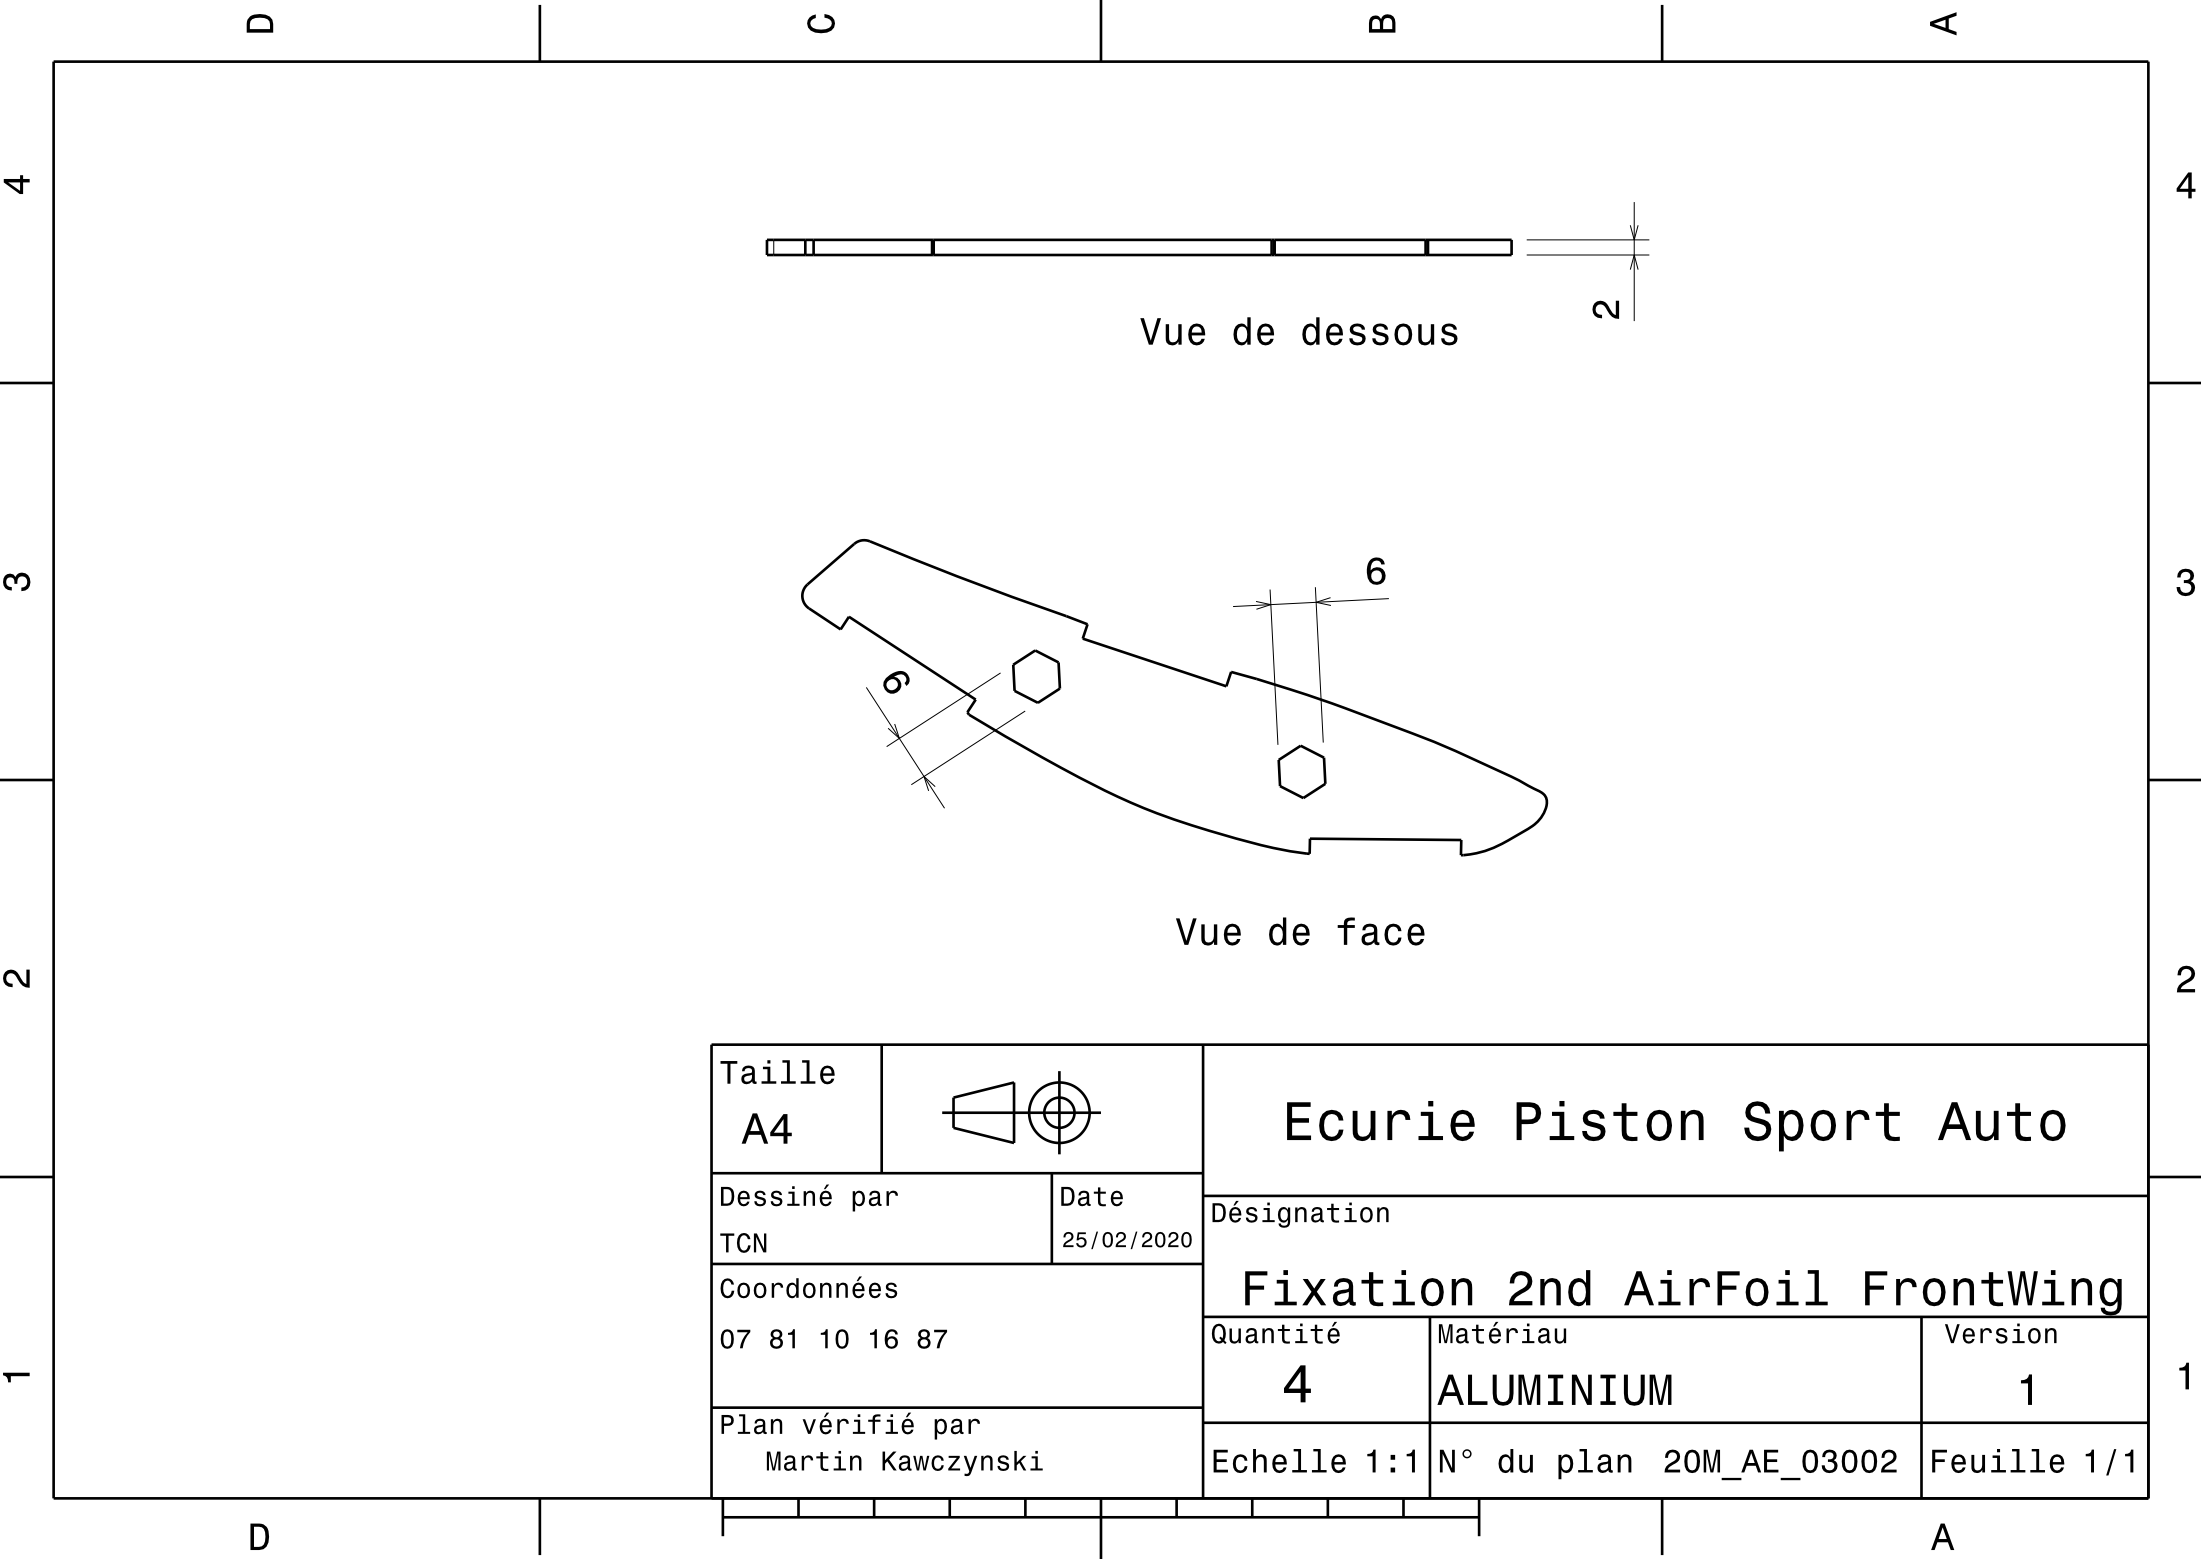 D C B A
4 4
2
Vue de dessous
3 3
6
6
Vue de face
2 2
Taille
A4
Ecurie Piston Sport Auto
Dessiné par
TCN
Date
25/02/2020
Désignation
Fixation 2nd AirFoil FrontWing
Coordonnées
07 81 10 16 87
Quantité
4
Matériau
ALUMINIUM
Version
1
1 1
Plan vérifié par
Martin Kawczynski
Echelle 1:1
N° du plan 20M_AE_03002
Feuille 1/1
D A